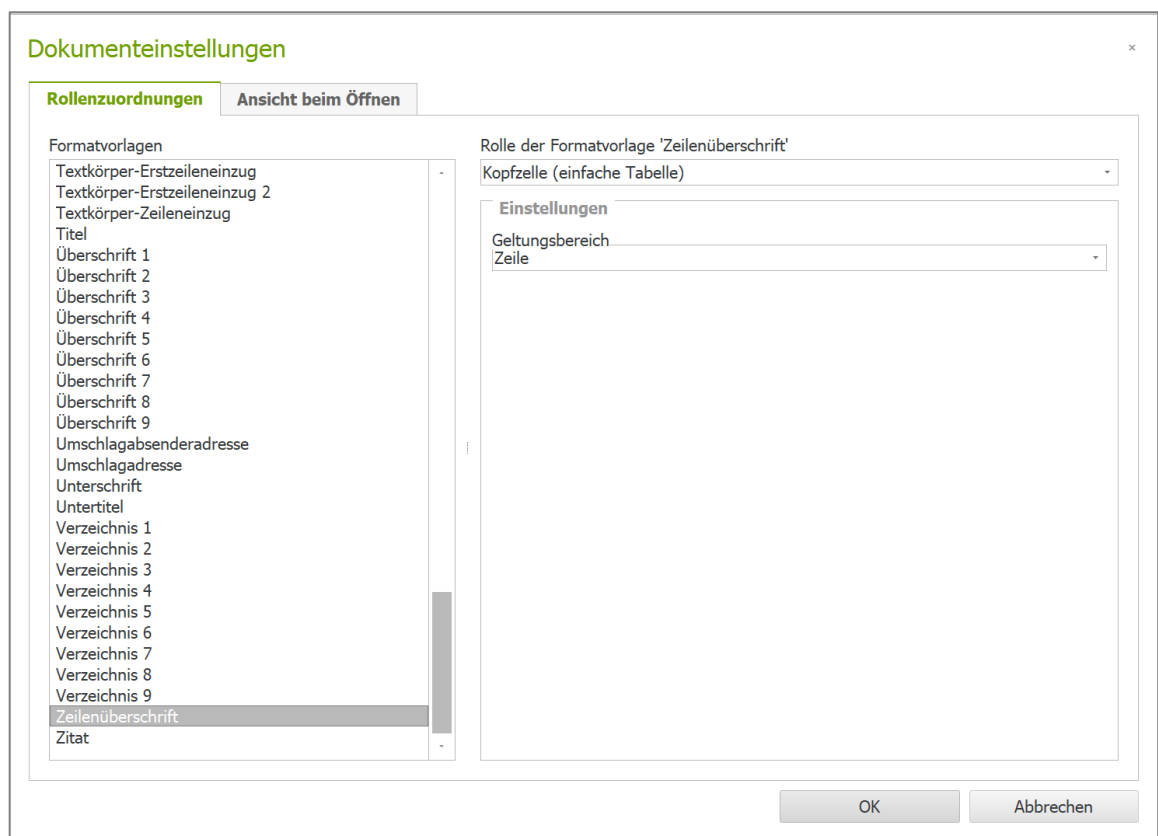 Dokumenteinstellungen
Rollenzuordnungen
Ansicht beim Öffnen
Formatvorlagen
Textkörper-Erstzeileneinzug
Textkörper-Erstzeileneinzug 2
Textkörper-Zeileneinzug
Titel
Überschrift 1
Überschrift 2
Überschrift 3
Überschrift 4
Überschrift 5
Überschrift 6
Überschrift 7
Überschrift 8
Überschrift 9
Umschlagabsenderadresse
Umschlagadresse
Unterschrift
Untertitel
Verzeichnis 1
Verzeichnis 2
Verzeichnis 3
Verzeichnis 4
Verzeichnis 5
Verzeichnis 6
Verzeichnis 7
Verzeichnis 8
Verzeichnis 9
Zeilenüberschrift
Zitat
Rolle der Formatvorlage 'Zeilenüberschrift'
Kopfzelle (einfache Tabelle)
Einstellungen
Geltungsbereich
Zeile
OK
Abbrechen